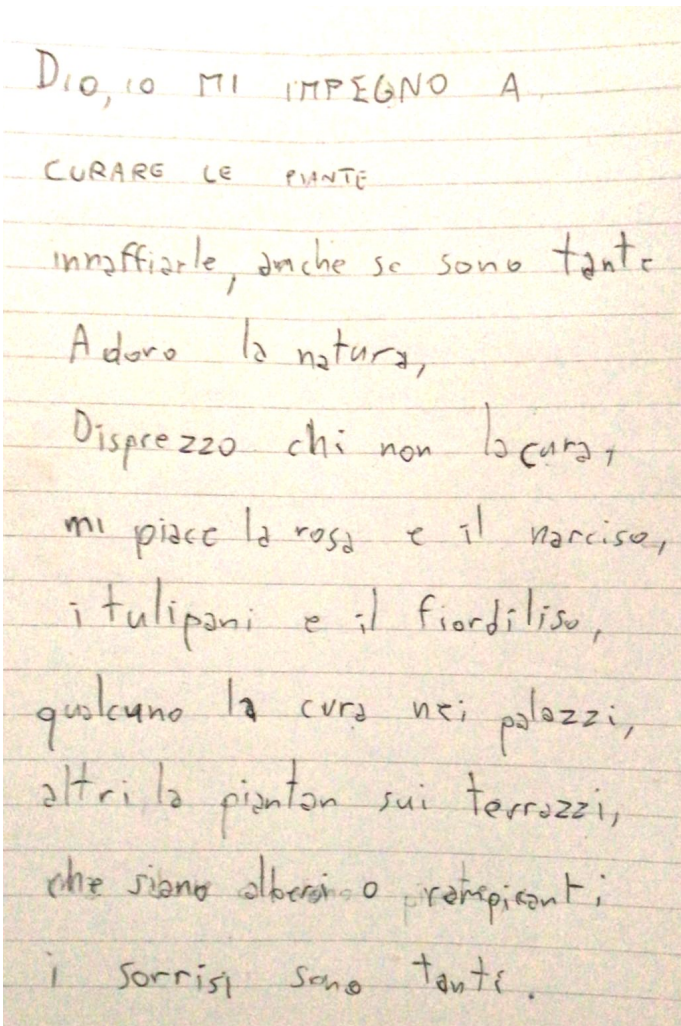 DIO, IO MI IMPEGNO A
CURARE LE PIANTE
innaffiarle, anche se sono tante
Adoro la natura,
Disprezzo chi non la cura,
mi piace la rosa e il narciso,
i tulipani e il fiordiliso,
qualcuno la cura nei palazzi,
altri la piantan sui terrazzi,
che siano alberi o rampicanti
i sorrisi sono tanti.